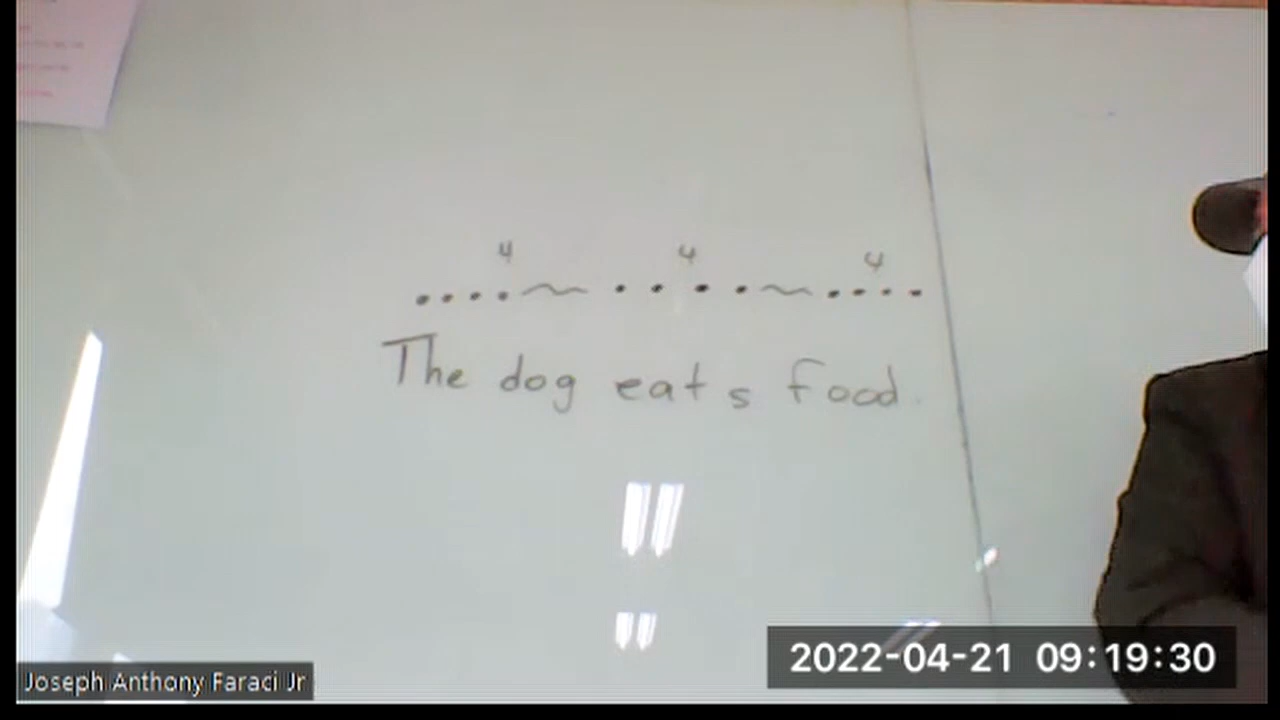 4 4 4
....~....~....
The dog eats food.
Joseph Anthony Faraci Jr
2022-04-21 09:19:30